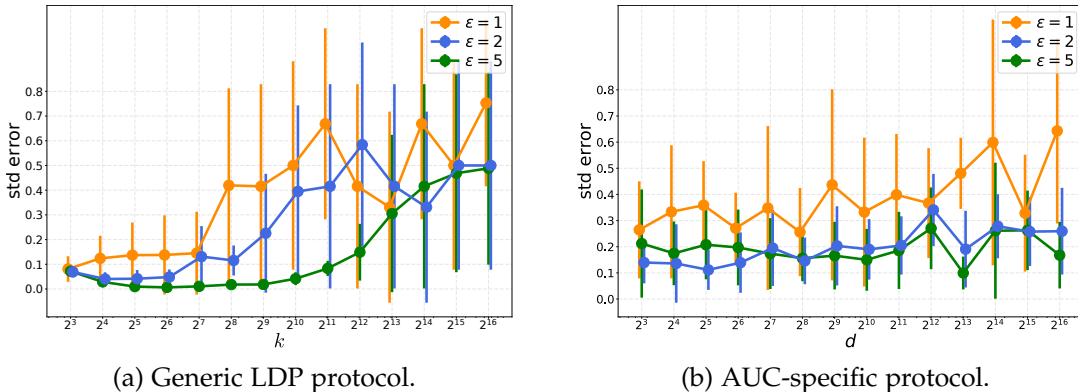 ε = 1
ε = 2
ε = 5
std error
0.8
0.7
0.6
0.5
0.4
0.3
0.2
0.1
0.0
2^3 2^4 2^5 2^6 2^7 2^8 2^9 2^10 2^11 2^12 2^13 2^14 2^15 2^16
k
(a) Generic LDP protocol.
ε = 1
ε = 2
ε = 5
std error
0.8
0.7
0.6
0.5
0.4
0.3
0.2
0.1
0.0
2^3 2^4 2^5 2^6 2^7 2^8 2^9 2^10 2^11 2^12 2^13 2^14 2^15 2^16
d
(b) AUC-specific protocol.